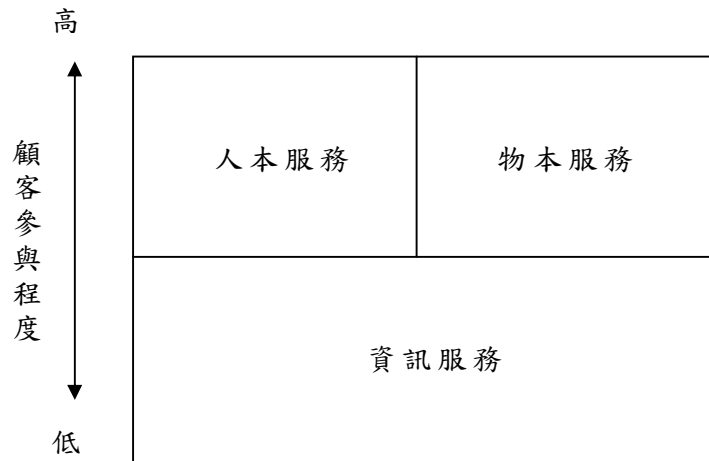 高
人本服務
物本服務
顧客參與程度
資訊服務
低